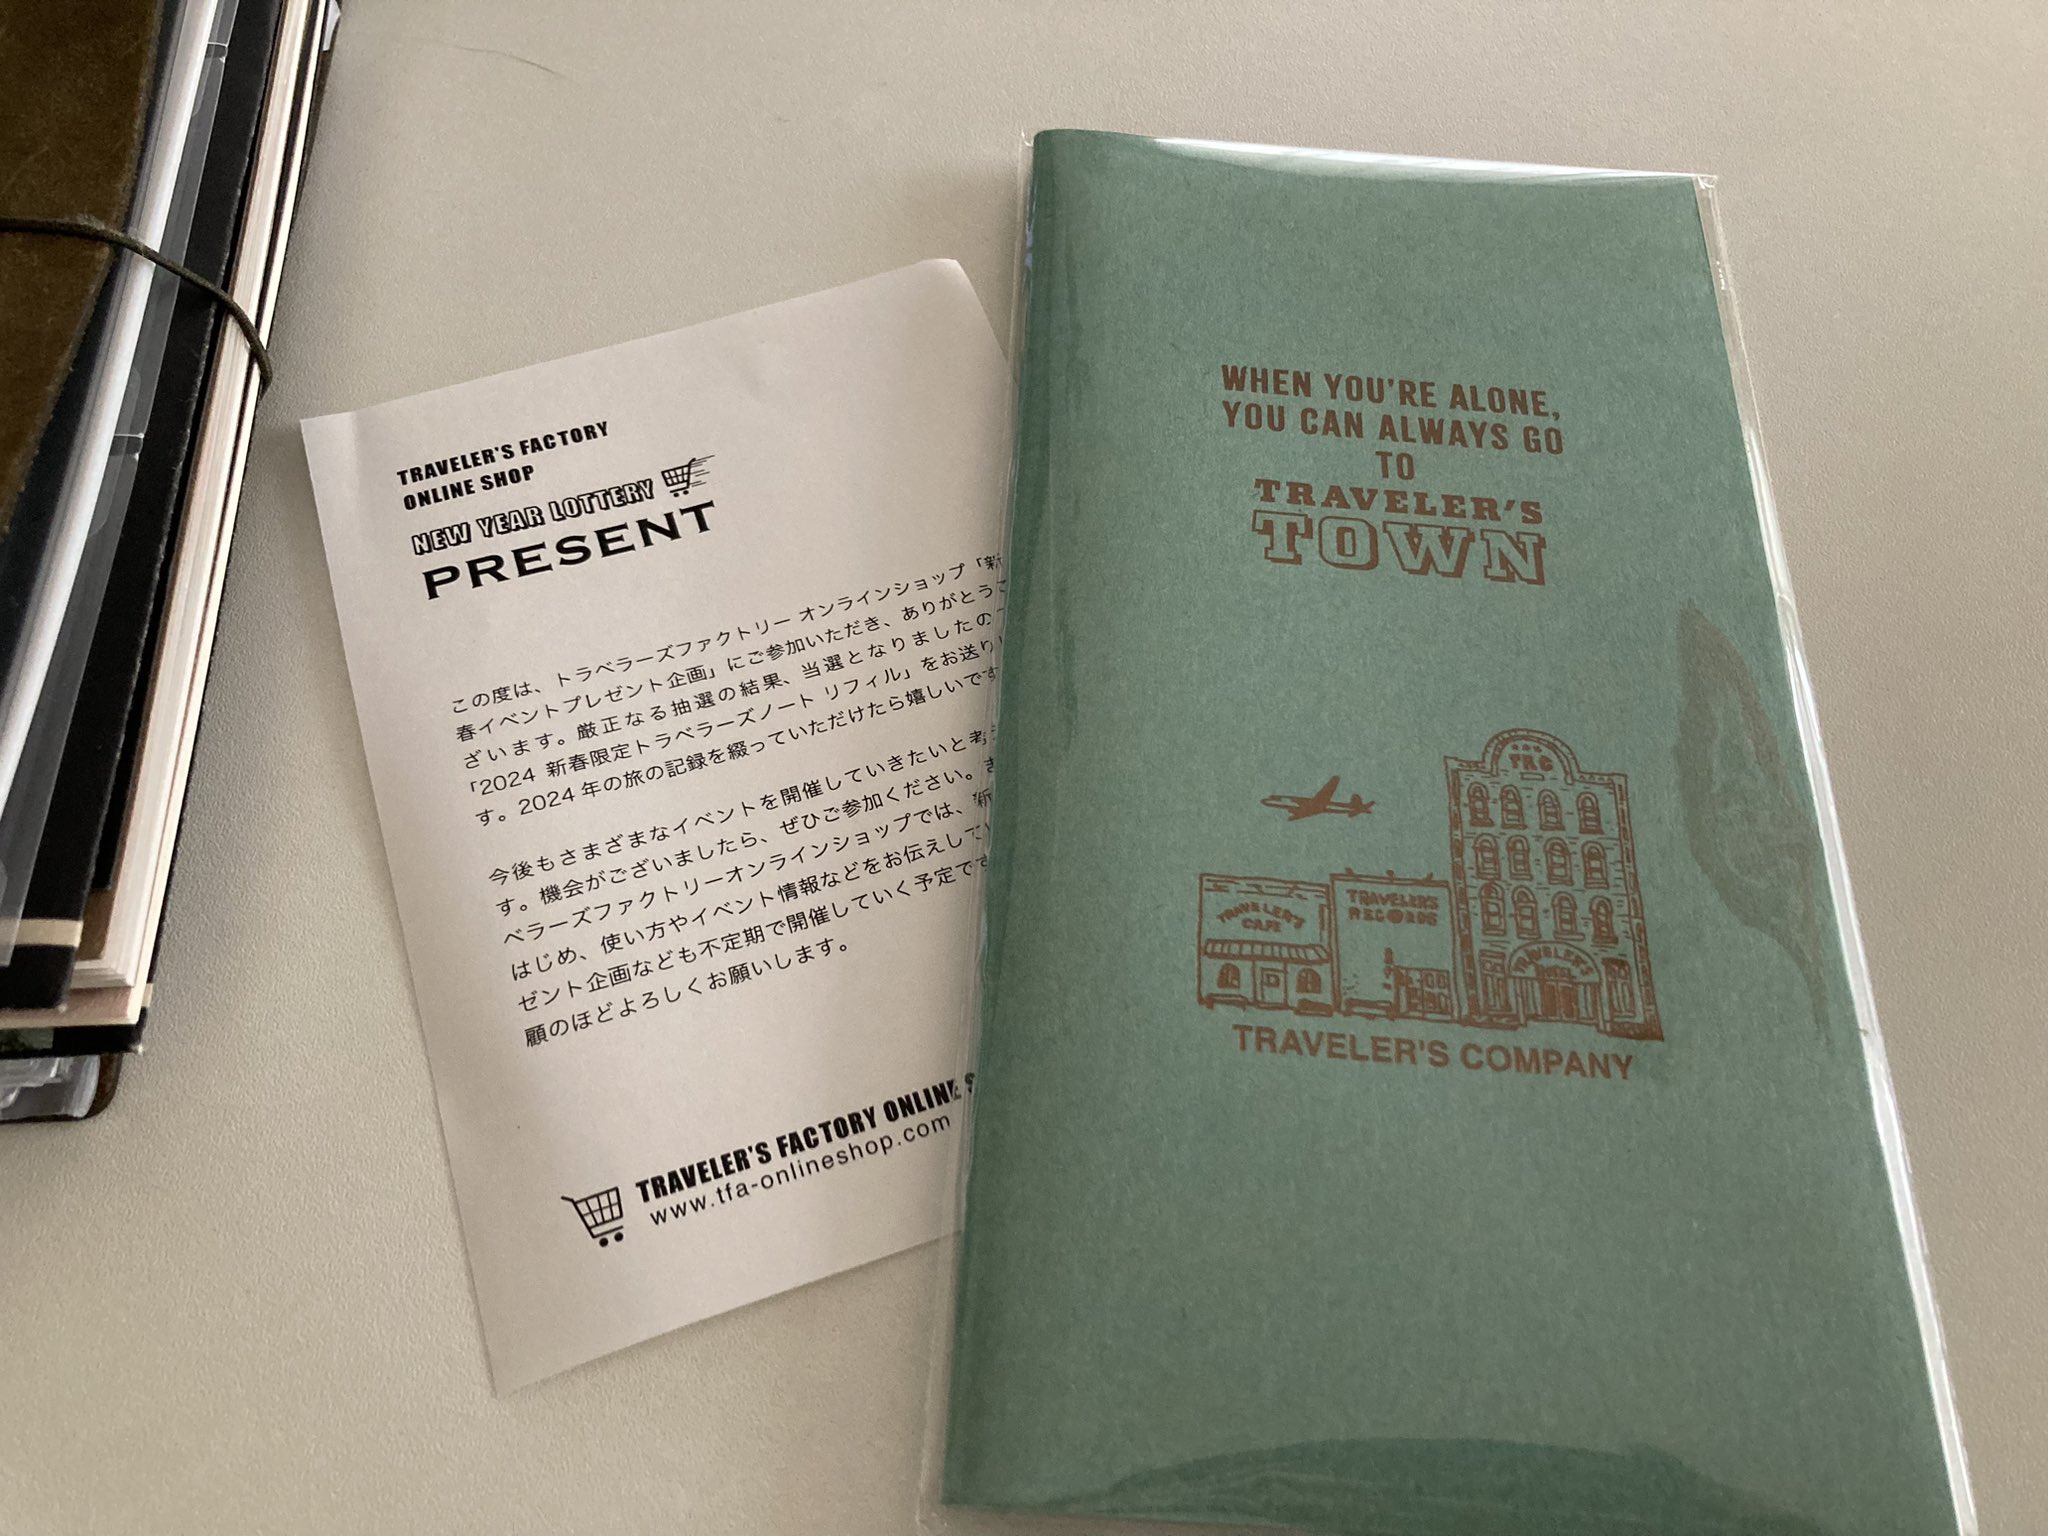 TRAVELER'S FACTORY
ONLINE SHOP
NEW YEAR LOTTERY
PRESENT
この度は、トラベラーズファクトリー オンラインショップ「新
春イベントプレゼント企画」にご参加いただき、ありがとうご
ざいます。厳正なる抽選の結果、当選となりましたの
「2024 新春限定トラベラーズノート リフィル」をお送り
す。2024年の旅の記録を綴っていただけたら嬉しいです
今後もさまざまなイベントを開催していきたいと考え
す。機会がございましたら、ぜひご参加ください。
ベラーズファクトリーオンラインショップでは、新
はじめ、使い方やイベント情報などをお伝えして
ゼント企画なども不定期で開催していく予定です
顧のほどよろしくお願いします。
TRAVELER'S FACTORY ONLINE S
www.tfa-onlineshop.com
WHEN YOU'RE ALONE,
YOU CAN ALWAYS GO
TO
TRAVELER'S
TOWN
TRC
TRAVELER'S
CAFE
TRAVELER'S
RECORDS
TRAVELER'S
TRAVELER'S COMPANY